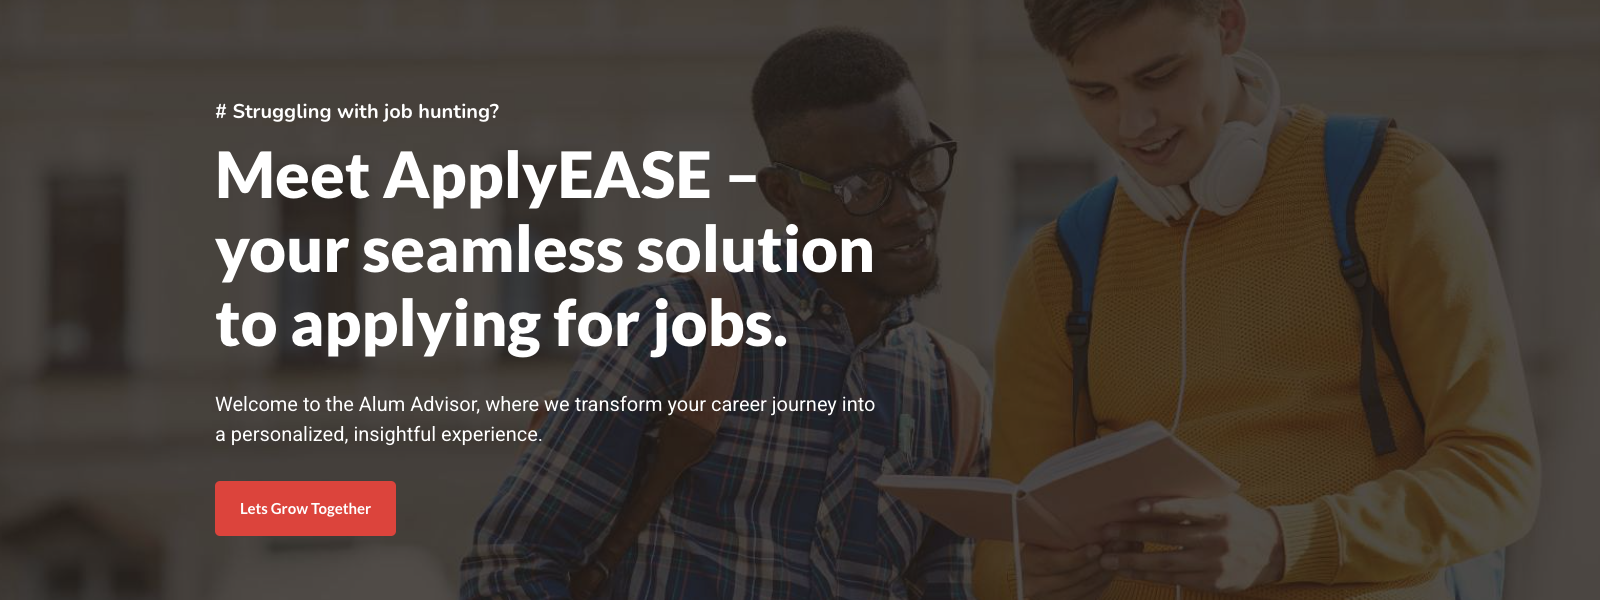 # Struggling with job hunting?
Meet ApplyEASE –
your seamless solution
to applying for jobs.
Welcome to the Alum Advisor, where we transform your career journey into
a personalized, insightful experience.
Lets Grow Together